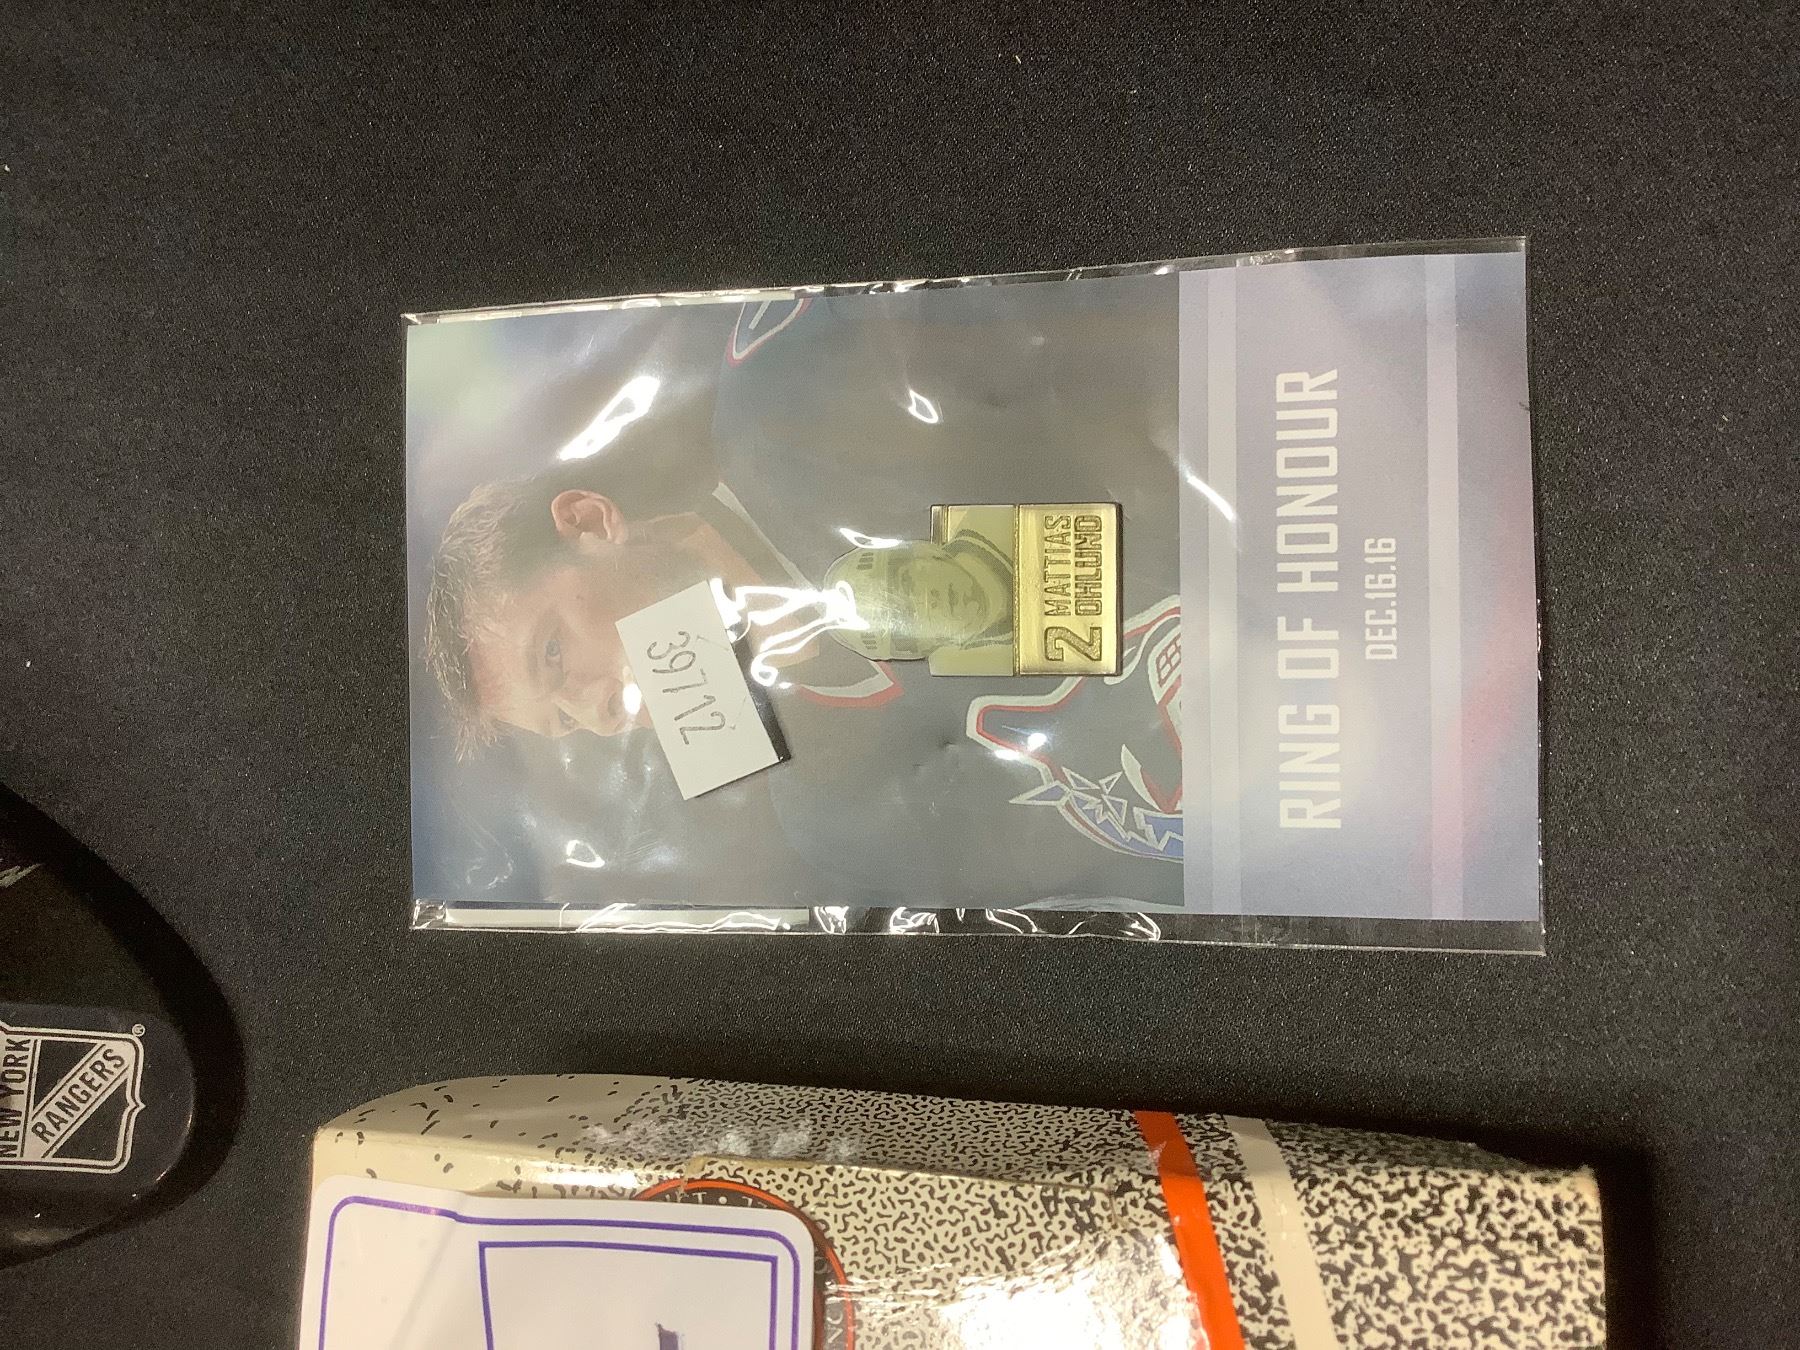 39712
2 MATTIAS
OHLUND
RING OF HONOUR
DEC.16.16
NEW YORK
RANGERS
®